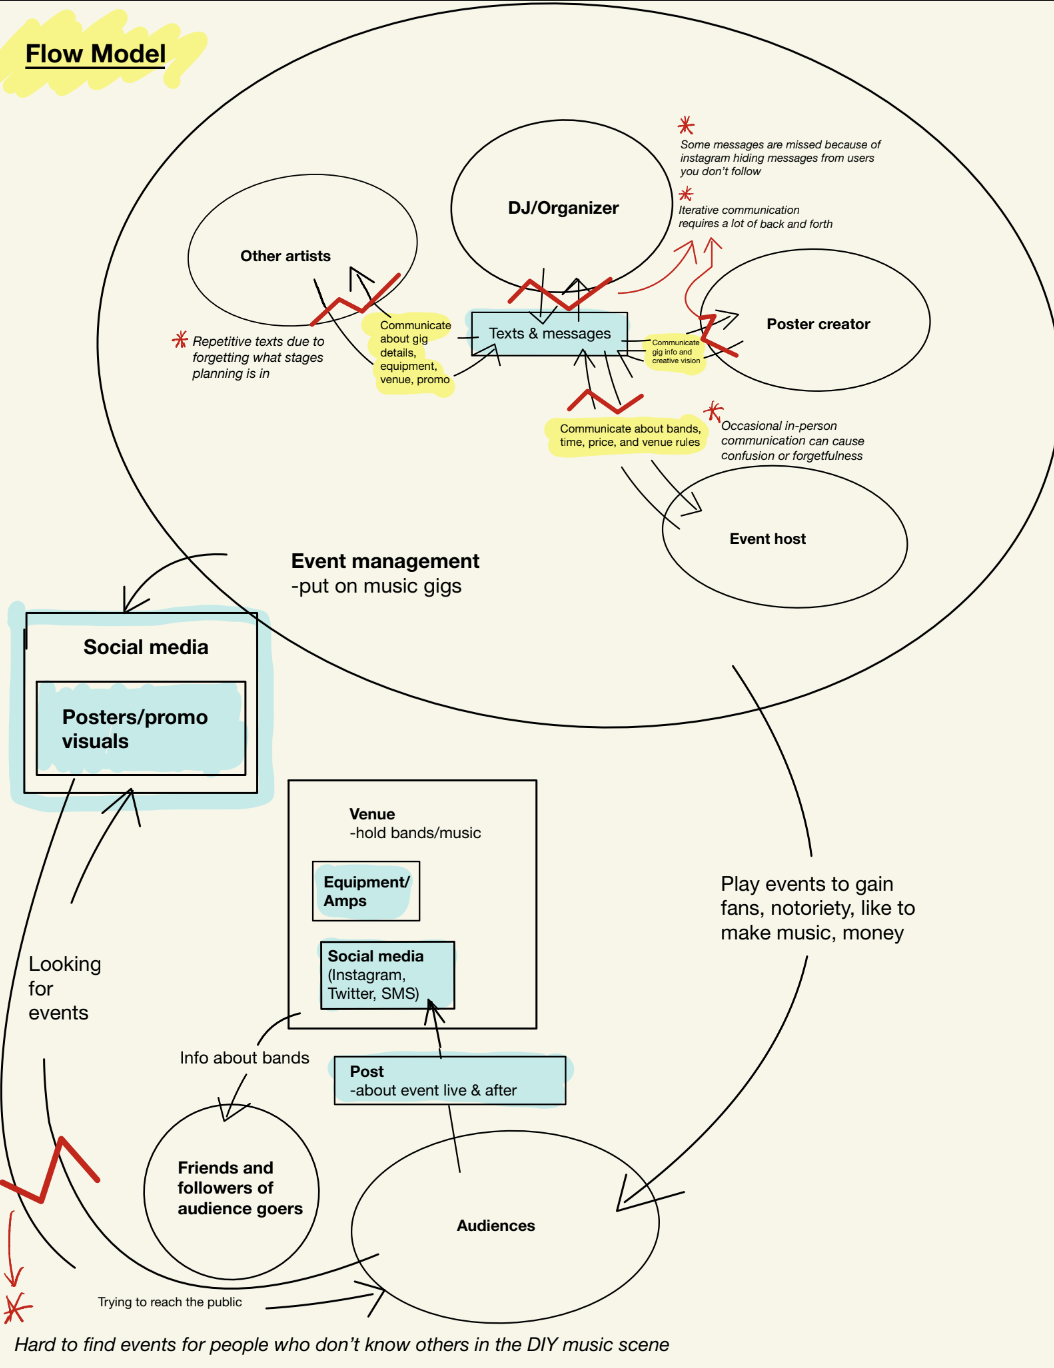 Flow Model
Some messages are missed because of
instagram hiding messages from users
you don't follow
Iterative communication
requires a lot of back and forth
DJ/Organizer
Other artists
Poster creator
Texts & messages
Communicate
about gig
details,
equipment,
venue, promo
Communicate
gig info and
creative vision
Repetitive texts due to
forgetting what stages
planning is in
Communicate about bands,
time, price, and venue rules
Occasional in-person
communication can cause
confusion or forgetfulness
Event host
Event management
-put on music gigs
Social media
Posters/promo
visuals
Venue
-hold bands/music
Equipment/
Amps
Social media
(Instagram,
Twitter, SMS)
Play events to gain
fans, notoriety, like to
make music, money
Looking
for
events
Info about bands
Post
-about event live & after
Friends and
followers of
audience goers
Audiences
Trying to reach the public
Hard to find events for people who don't know others in the DIY music scene